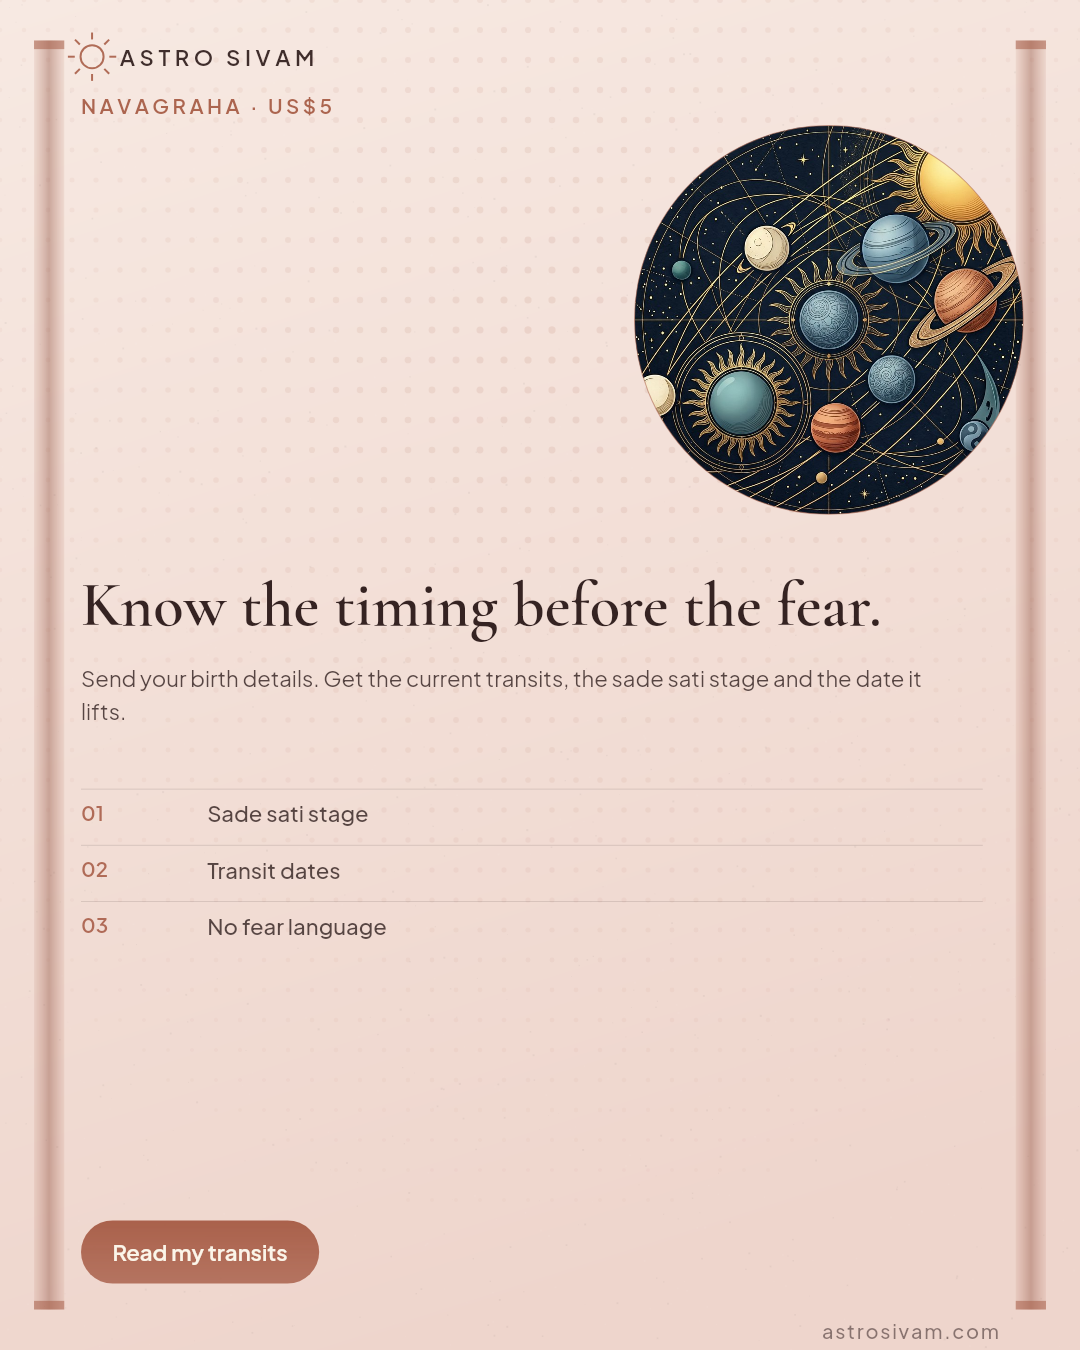 ASTRO SIVAM
NAVAGRAHA · US$5
Know the timing before the fear.
Send your birth details. Get the current transits, the sade sati stage and the date it
lifts.
01 Sade sati stage
02 Transit dates
03 No fear language
Read my transits
astrosivam.com